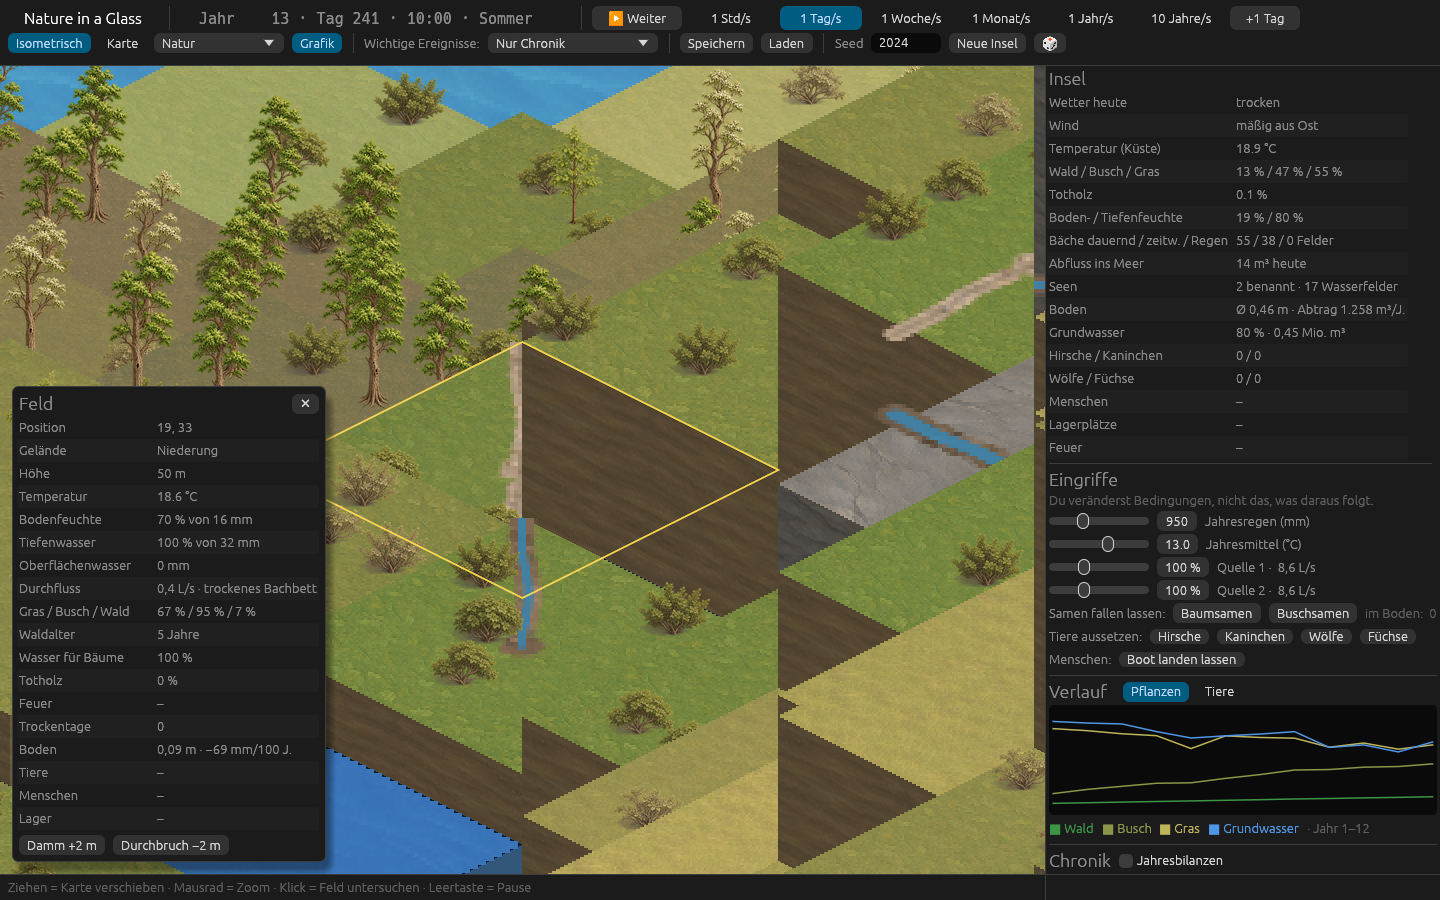 Nature in a Glass
Jahr 13 · Tag 241 · 10:00 · Sommer
Weiter
1 Std/s
1 Tag/s
1 Woche/s
1 Monat/s
1 Jahr/s
10 Jahre/s
+1 Tag
Isometrisch
Karte
Natur
Grafik
Wichtige Ereignisse:
Nur Chronik
Speichern
Laden
Seed
2024
Neue Insel
Feld
✕
Position 19, 33
Gelände Niederung
Höhe 50 m
Temperatur 18.6 °C
Bodenfeuchte 70 % von 16 mm
Tiefenwasser 100 % von 32 mm
Oberflächenwasser 0 mm
Durchfluss 0,4 L/s · trockenes Bachbett
Gras / Busch / Wald 67 % / 95 % / 7 %
Waldalter 5 Jahre
Wasser für Bäume 100 %
Totholz 0 %
Feuer –
Trockentage 0
Boden 0,09 m · −69 mm/100 J.
Tiere –
Menschen –
Lager –
Damm +2 m
Durchbruch −2 m
Insel
Wetter heute trocken
Wind mäßig aus Ost
Temperatur (Küste) 18.9 °C
Wald / Busch / Gras 13 % / 47 % / 55 %
Totholz 0.1 %
Boden- / Tiefenfeuchte 19 % / 80 %
Bäche dauernd / zeitw. / Regen 55 / 38 / 0 Felder
Abfluss ins Meer 14 m³ heute
Seen 2 benannt · 17 Wasserfelder
Boden Ø 0,46 m · Abtrag 1.258 m³/J.
Grundwasser 80 % · 0,45 Mio. m³
Hirsche / Kaninchen 0 / 0
Wölfe / Füchse 0 / 0
Menschen –
Lagerplätze –
Feuer –
Eingriffe
Du veränderst Bedingungen, nicht das, was daraus folgt.
950 Jahresregen (mm)
13.0 Jahresmittel (°C)
100 % Quelle 1 · 8,6 L/s
100 % Quelle 2 · 8,6 L/s
Samen fallen lassen: Baumsamen Buschsamen im Boden: 0
Tiere aussetzen: Hirsche Kaninchen Wölfe Füchse
Menschen: Boot landen lassen
Verlauf Pflanzen Tiere
Wald Busch Gras Grundwasser · Jahr 1–12
Chronik Jahresbilanzen
Ziehen = Karte verschieben · Mausrad = Zoom · Klick = Feld untersuchen · Leertaste = Pause